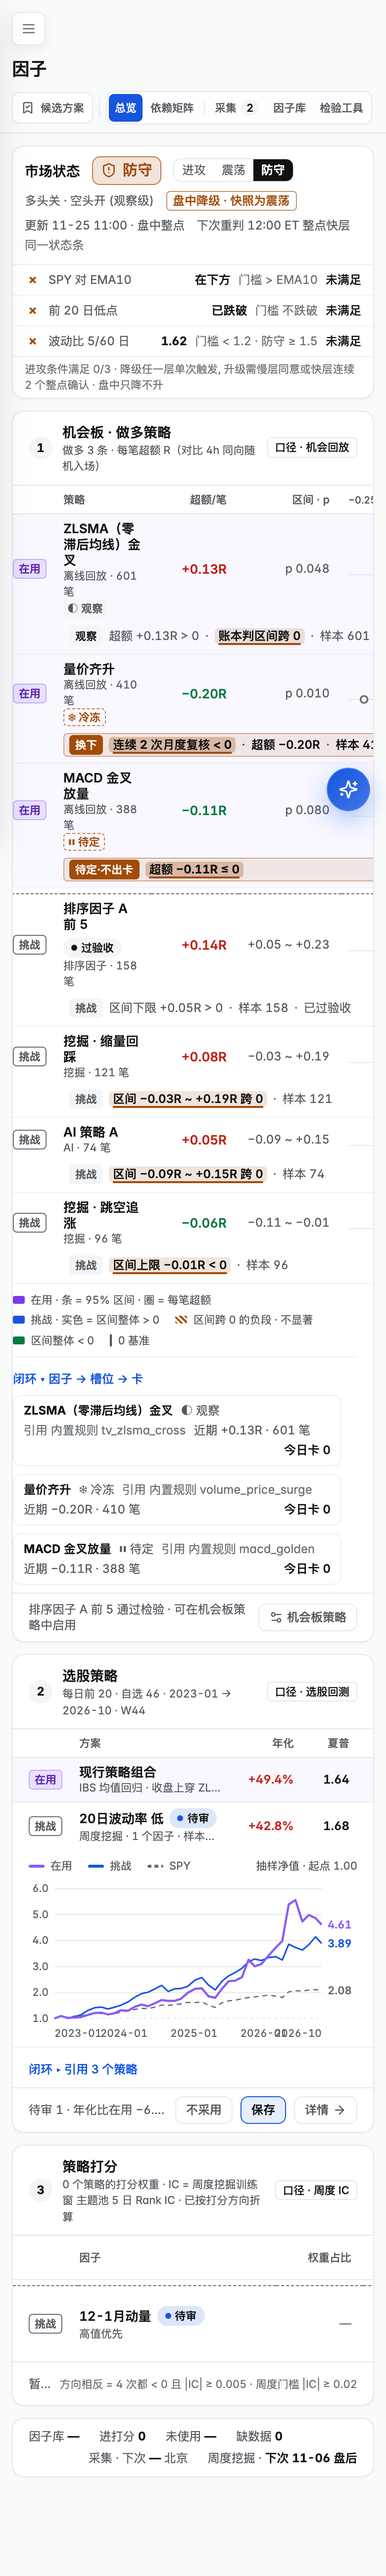 因子
候选方案 总览 依赖矩阵 采集 2 因子库 检验工具
市场状态 防守 进攻 震荡 防守
多头关 · 空头开 (观察级) 盘中降级 · 快照为震荡
更新 11-25 11:00 · 盘中整点 下次重判 12:00 ET 整点快层
同一状态条
× SPY 对 EMA10 在下方 门槛 > EMA10 未满足
× 前 20 日低点 已跌破 门槛 不跌破 未满足
× 波动比 5/60 日 1.62 门槛 < 1.2 · 防守 ≥ 1.5 未满足
进攻条件满足 0/3 · 降级任一层单次触发, 升级需慢层同意或快层连续
2 个整点确认 · 盘中只降不升
1 机会板 · 做多策略
做多 3 条 · 每笔超额 R（对比 4h 同向随
机入场）
口径 · 机会回放
策略 超额/笔 区间 · p −0.25
在用 ZLSMA（零
滞后均线）金
叉
离线回放 · 601
笔
观察
+0.13R p 0.048
观察 超额 +0.13R > 0 · 账本判区间跨 0 · 样本 601
在用 量价齐升
离线回放 · 410
笔
冷冻
−0.20R p 0.010
换下 连续 2 次月度复核 < 0 · 超额 −0.20R · 样本 41
在用 MACD 金叉
放量
离线回放 · 388
笔
待定
−0.11R p 0.080
待定·不出卡 超额 −0.11R ≤ 0
挑战 排序因子 A
前 5
过验收
排序因子 · 158
笔
+0.14R +0.05 ~ +0.23
挑战 区间下限 +0.05R > 0 · 样本 158 · 已过验收
挑战 挖掘 · 缩量回
踩
挖掘 · 121 笔
+0.08R −0.03 ~ +0.19
挑战 区间 −0.03R ~ +0.19R 跨 0 · 样本 121
挑战 AI 策略 A
AI · 74 笔
+0.05R −0.09 ~ +0.15
挑战 区间 −0.09R ~ +0.15R 跨 0 · 样本 74
挑战 挖掘 · 跳空追
涨
挖掘 · 96 笔
−0.06R −0.11 ~ −0.01
挑战 区间上限 −0.01R < 0 · 样本 96
在用 · 条 = 95% 区间 · 圈 = 每笔超额
挑战 · 实色 = 区间整体 > 0 区间跨 0 的负段 · 不显著
区间整体 < 0 0 基准
闭环 ▾ 因子 → 槽位 → 卡
ZLSMA（零滞后均线）金叉 观察
引用 内置规则 tv_zlsma_cross 近期 +0.13R · 601 笔
今日卡 0
量价齐升 冷冻 引用 内置规则 volume_price_surge
近期 −0.20R · 410 笔 今日卡 0
MACD 金叉放量 待定 引用 内置规则 macd_golden
近期 −0.11R · 388 笔 今日卡 0
排序因子 A 前 5 通过检验 · 可在机会板策
略中启用
机会板策略
2 选股策略
每日前 20 · 自选 46 · 2023-01 →
2026-10 · W44
口径 · 选股回测
方案 年化 夏普
在用 现行策略组合 +49.4% 1.64
IBS 均值回归 · 收盘上穿 ZL...
挑战 20日波动率 低 待审 +42.8% 1.68
周度挖掘 · 1 个因子 · 样本...
在用 挑战 SPY 抽样净值 · 起点 1.00
6.0
5.0
4.0
3.0
2.0
1.0
4.61
3.89
2.08
2023-01 2024-01 2025-01 2026-01 2026-10
闭环 ▸ 引用 3 个策略
待审 1 · 年化比在用 −6.... 不采用 保存 详情 →
3 策略打分
0 个策略的打分权重 · IC = 周度挖掘训练
窗 主题池 5 日 Rank IC · 已按打分方向折
算
口径 · 周度 IC
因子 权重占比
挑战 12-1月动量 待审 —
高值优先
暂... 方向相反 = 4 次都 < 0 且 |IC| ≥ 0.005 · 周度门槛 |IC| ≥ 0.02
因子库 — 进打分 0 未使用 — 缺数据 0
采集 · 下次 — 北京 周度挖掘 · 下次 11-06 盘后